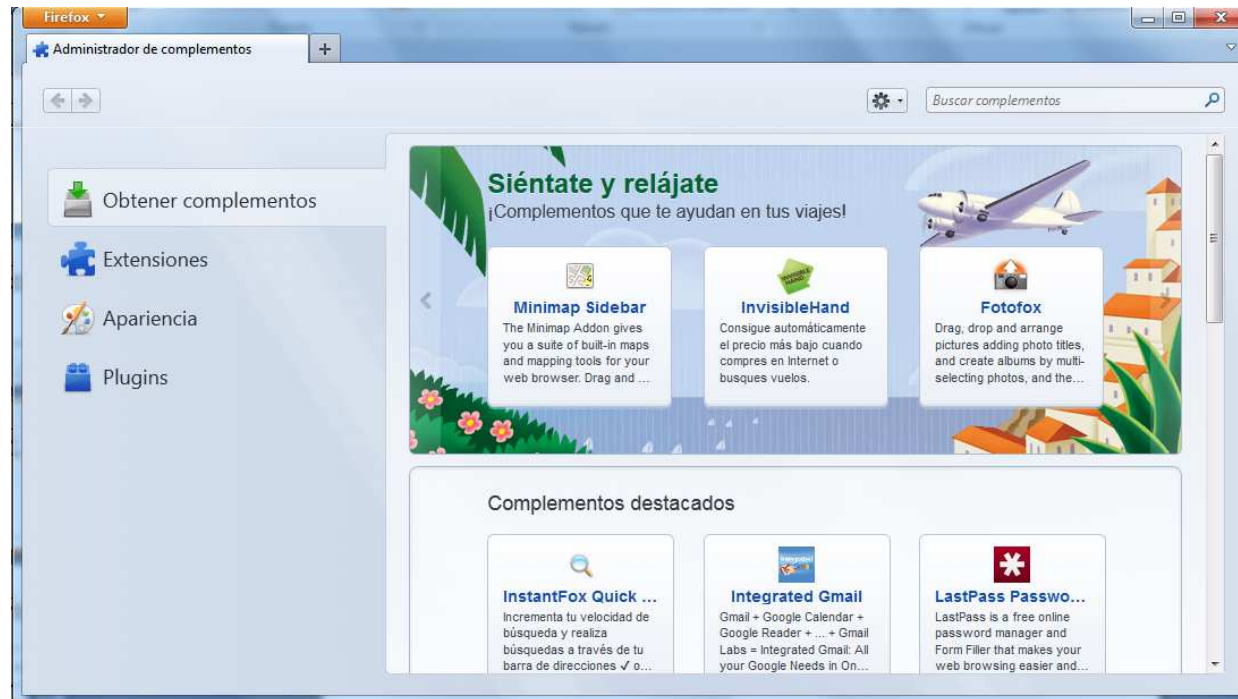 Firefox
Administrador de complementos
Buscar complementos
Obtener complementos
Extensiones
Apariencia
Plugins
Siéntate y relájate
¡Complementos que te ayudan en tus viajes!
Minimap Sidebar
The Minimap Addon gives
you a suite of built-in maps
and mapping tools for your
web browser. Drag and ...
INVISIBLE
HAND
InvisibleHand
Consigue automáticamente
el precio más bajo cuando
compres en Internet o
busques vuelos.
Fotofox
Drag, drop and arrange
pictures adding photo titles,
and create albums by multi-
selecting photos, and the...
Complementos destacados
InstantFox Quick ...
Incrementa tu velocidad de
búsqueda y realiza
búsquedas a través de tu
barra de direcciones ✓ o...
Integrated Gmail
Gmail + Google Calendar +
Google Reader + ... + Gmail
Labs = Integrated Gmail: All
your Google Needs in On...
LastPass Passwo...
LastPass is a free online
password manager and
Form Filler that makes your
web browsing easier and...